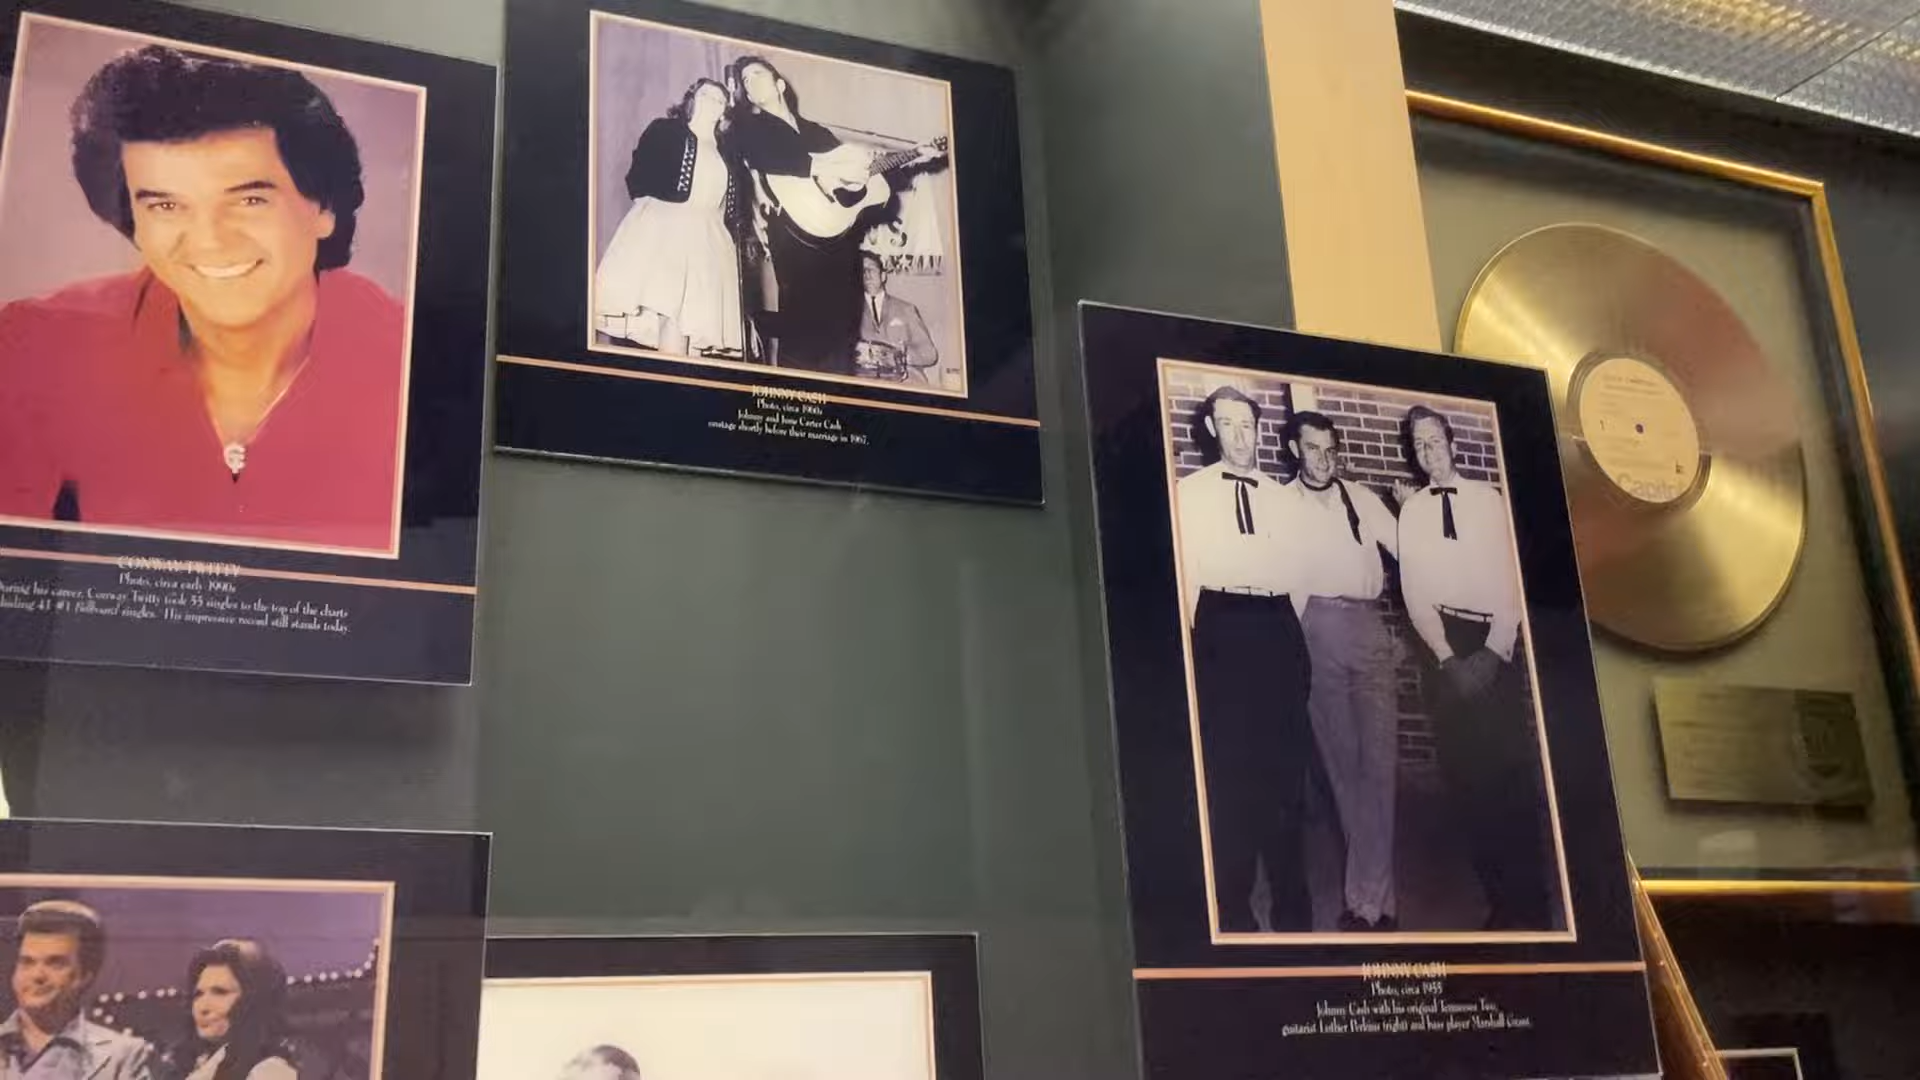 CONWAY TWITTY
Photo, circa early 1990s
During his career, Conway Twitty took 55 singles to the top of the charts
including 41 #1 Billboard singles. His impressive record still stands today.
JOHNNY CASH
Photo, circa 1960s
Johnny and June Carter Cash
onstage shortly before their marriage in 1967.
JOHNNY CASH
Photo, circa 1955
Johnny Cash with his original Tennessee Two,
guitarist Luther Perkins (right) and bass player Marshall Grant.
Capitol
1